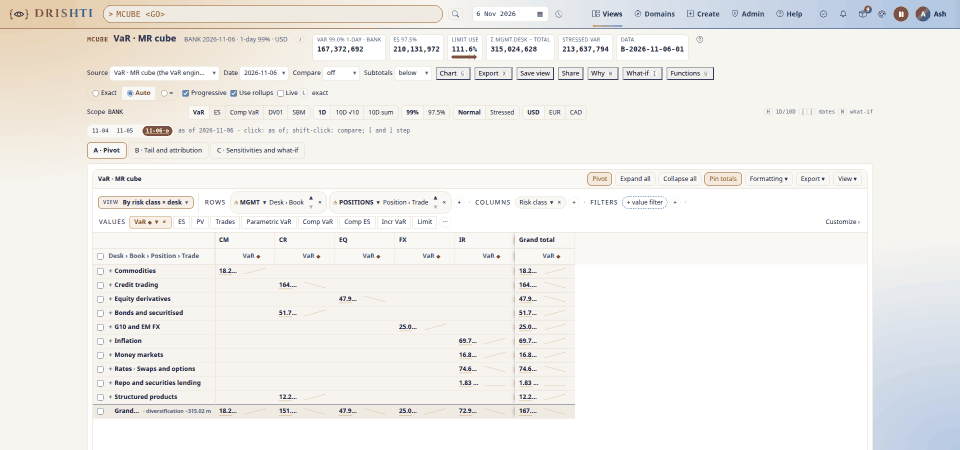 { } DRISHTI > MCUBE <GO> 6 Nov 2026 Views Domains Create Admin Help 8 A Ash
MCUBE VaR · MR cube BANK 2026-11-06 · 1-day 99% · USD i
VAR 99.0% 1-DAY · BANK 167,372,692
ES 97.5% 210,131,972
LIMIT USE 111.6%
Σ MGMT.DESK − TOTAL 315,024,628
STRESSED VAR 213,637,794
DATA B-2026-11-06-01
Source VaR · MR cube (the VaR engin... Date 2026-11-06 Compare off Subtotals below Chart G Export X Save view Share Why W What-if I Functions
Exact Auto ≈ Progressive Use rollups Live L exact
Scope BANK VaR ES Comp VaR DV01 SBM 1D 10D √10 10D sum 99% 97.5% Normal Stressed USD EUR CAD H 1D/10D [ ] dates W what-if
11-04 11-05 11-06·e as of 2026-11-06 · click: as of; shift-click: compare; [ and ] step
A · Pivot B · Tail and attribution C · Sensitivities and what-if
VaR · MR cube Pivot Expand all Collapse all Pin totals Formatting ▾ Export ▾ View ▾
VIEW By risk class × desk ▾ ROWS MGMT ▾ Desk › Book ▲ ▼ × POSITIONS ▾ Position › Trade ▲ ▼ × + · COLUMNS Risk class ▾ × + · FILTERS + value filter + ·
VALUES VaR ◆ ▾ × ES PV Trades Parametric VaR Comp VaR Comp ES Incr VaR Limit ··· Customize ›
CM CR EQ FX IR Grand total
Desk › Book › Position › Trade VaR ◆ VaR ◆ VaR ◆ VaR ◆ VaR ◆ VaR ◆
+ Commodities 18.2... 18.2...
+ Credit trading 164.... 164....
+ Equity derivatives 47.9... 47.9...
+ Bonds and securitised 51.7... 51.7...
+ G10 and EM FX 25.0... 25.0...
+ Inflation 69.7... 69.7...
+ Money markets 16.8... 16.8...
+ Rates · Swaps and options 74.6... 74.6...
+ Repo and securities lending 1.83 ... 1.83 ...
+ Structured products 12.2... 12.2...
Grand... · diversification -315.02 m 18.2... 151.... 47.9... 25.0... 72.9... 167....